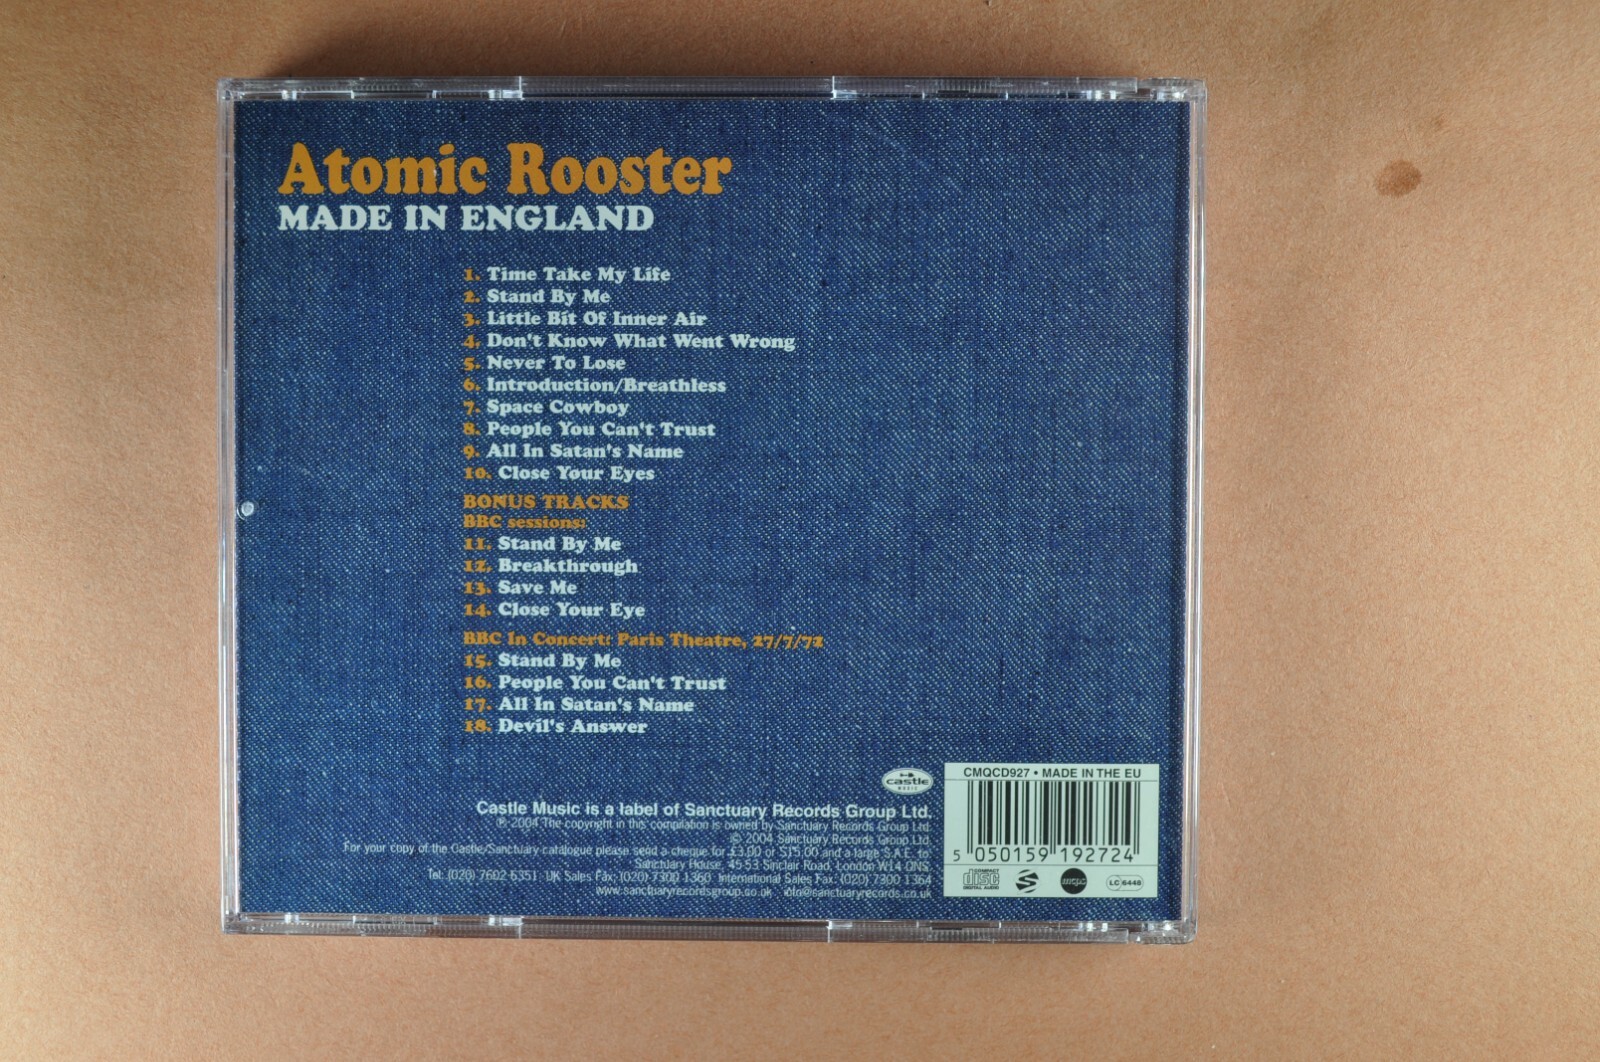 Atomic Rooster
MADE IN ENGLAND
1. Time Take My Life
2. Stand By Me
3. Little Bit Of Inner Air
4. Don't Know What Went Wrong
5. Never To Lose
6. Introduction/Breathless
7. Space Cowboy
8. People You Can't Trust
9. All In Satan's Name
10. Close Your Eyes
BONUS TRACKS
BBC sessions:
11. Stand By Me
12. Breakthrough
13. Save Me
14. Close Your Eye
BBC In Concert: Paris Theatre, 27/7/72
15. Stand By Me
16. People You Can't Trust
17. All In Satan's Name
18. Devil's Answer
castle
MUSIC
Castle Music is a label of Sanctuary Records Group Ltd.
℗ 2004 The copyright in this compilation is owned by Sanctuary Records Group Ltd.
© 2004 Sanctuary Records Group Ltd.
For your copy of the Castle/Sanctuary catalogue please send a cheque for £3.00 or $15.00 and a large S.A.E. to
Sanctuary House, 45-53 Sinclair Road, London W14 0NS
Tel: (020) 7602 6351 UK Sales Fax: (020) 7300 1360 International Sales Fax: (020) 7300 1364
www.sanctuaryrecordsgroup.co.uk info@sanctuaryrecords.co.uk
CMQCD927 • MADE IN THE EU
5 050159 192724
COMPACT disc DIGITAL AUDIO
mcps
LC 6448